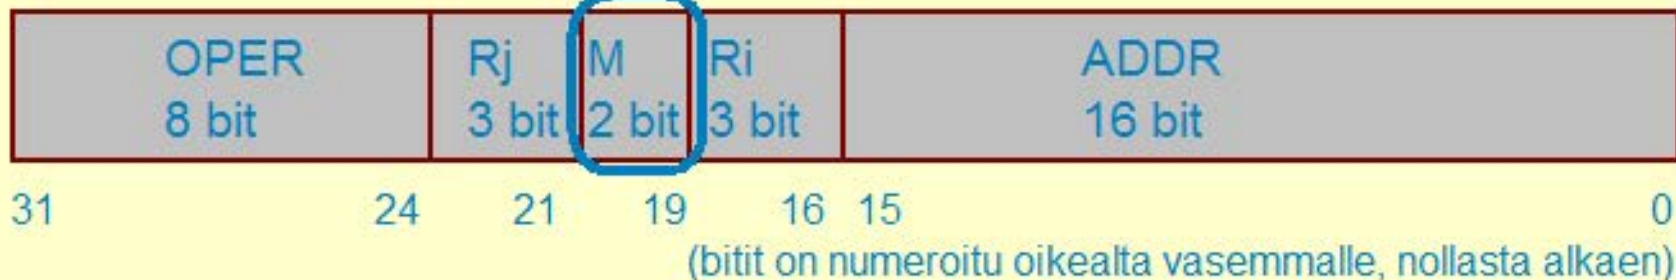 OPER Rj M Ri ADDR
8 bit 3 bit 2 bit 3 bit 16 bit
31 24 21 19 16 15 0
(bitit on numeroitu oikealta vasemmalle, nollasta alkaen)